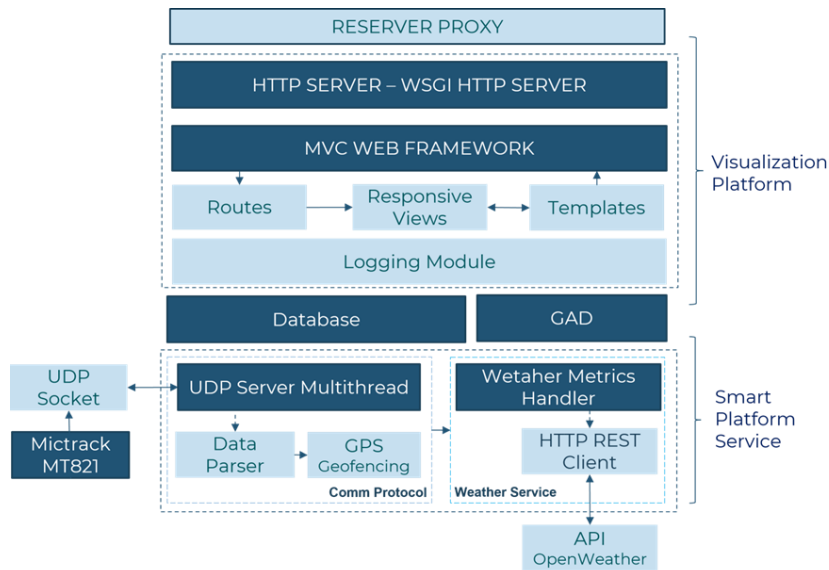 RESERVER PROXY
HTTP SERVER – WSGI HTTP SERVER
MVC WEB FRAMEWORK
Routes
Responsive
Views
Templates
Logging Module
Visualization
Platform
Database
GAD
UDP
Socket
Mictrack
MT821
UDP Server Multithread
Data
Parser
GPS
Geofencing
Comm Protocol
Wetaher Metrics
Handler
HTTP REST
Client
Weather Service
Smart
Platform
Service
API
OpenWeather